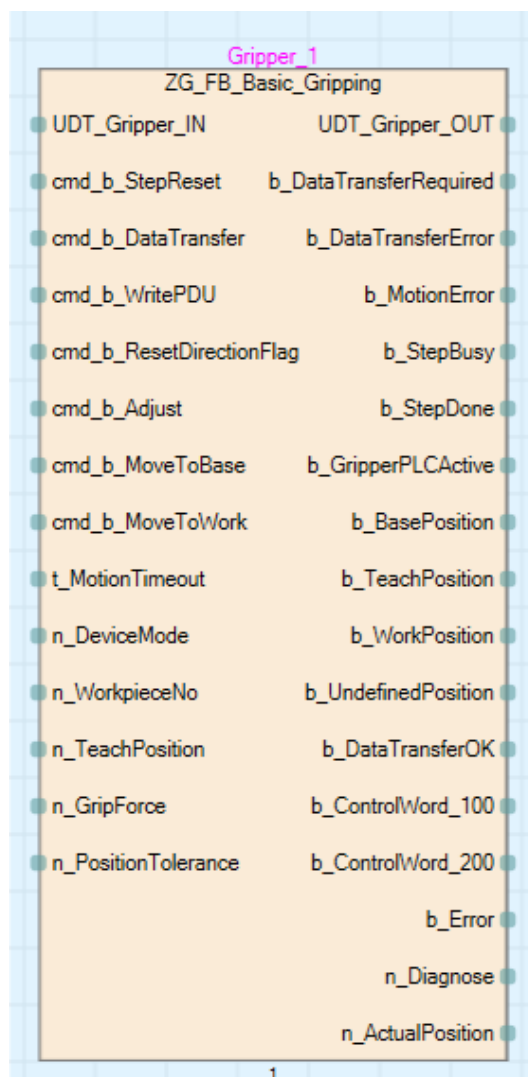 Gripper_1
ZG_FB_Basic_Gripping
UDT_Gripper_IN UDT_Gripper_OUT
cmd_b_StepReset b_DataTransferRequired
cmd_b_DataTransfer b_DataTransferError
cmd_b_WritePDU b_MotionError
cmd_b_ResetDirectionFlag b_StepBusy
cmd_b_Adjust b_StepDone
cmd_b_MoveToBase b_GripperPLCActive
cmd_b_MoveToWork b_BasePosition
t_MotionTimeout b_TeachPosition
n_DeviceMode b_WorkPosition
n_WorkpieceNo b_UndefinedPosition
n_TeachPosition b_DataTransferOK
n_GripForce b_ControlWord_100
n_PositionTolerance b_ControlWord_200
b_Error
n_Diagnose
n_ActualPosition
1